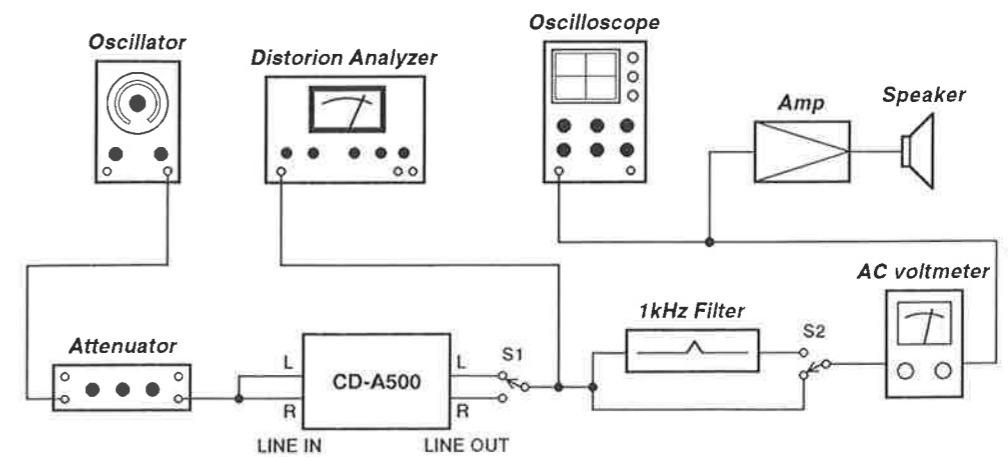 Oscilloscope
Oscillator
Distorion Analyzer
Amp
Speaker
AC voltmeter
1kHz Filter
S2
Attenuator
S1
L
L
CD-A500
R
R
LINE IN
LINE OUT